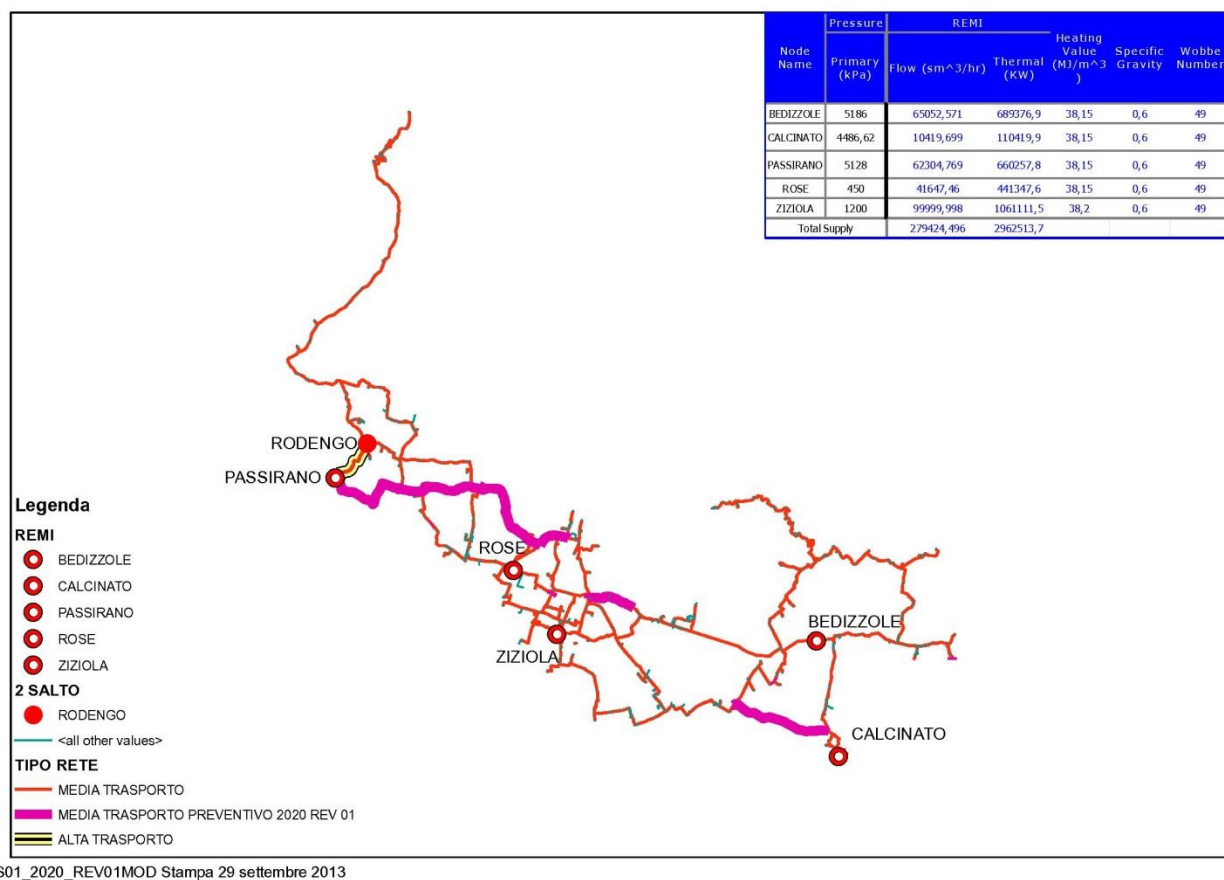 Pressure REMI
Node Name Primary (kPa) Flow (sm^3/hr) Thermal (KW) Heating Value (MJ/m^3) Specific Gravity Wobbe Number
BEDIZZOLE 5186 65052,571 689376,9 38,15 0,6 49
CALCINATO 4486,62 10419,699 110419,9 38,15 0,6 49
PASSIRANO 5128 62304,769 660257,8 38,15 0,6 49
ROSE 450 41647,46 441347,6 38,15 0,6 49
ZIZIOLA 1200 99999,998 1061111,5 38,2 0,6 49
Total Supply 279424,496 2962513,7
RODENGO
PASSIRANO
ROSE
ZIZIOLA
BEDIZZOLE
CALCINATO
Legenda
REMI
BEDIZZOLE
CALCINATO
PASSIRANO
ROSE
ZIZIOLA
2 SALTO
RODENGO
<all other values>
TIPO RETE
MEDIA TRASPORTO
MEDIA TRASPORTO PREVENTIVO 2020 REV 01
ALTA TRASPORTO
S01_2020_REV01MOD Stampa 29 settembre 2013